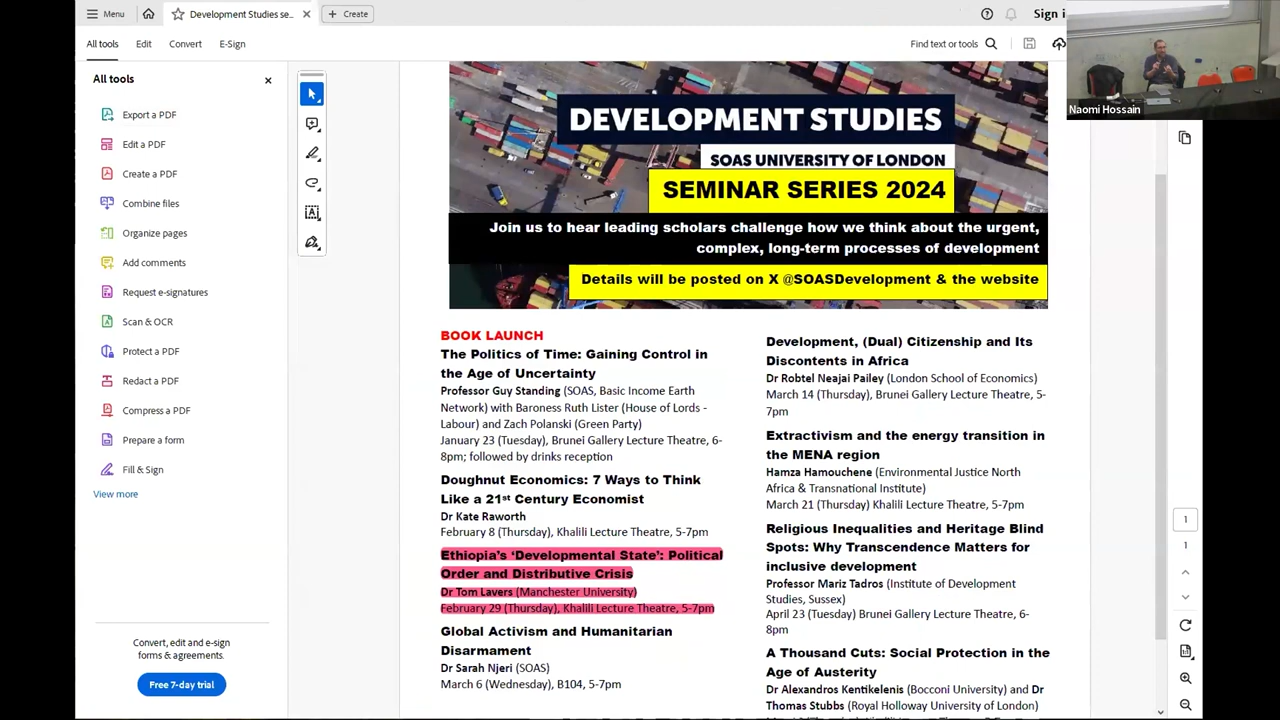 Menu
Development Studies se...
Create
Sign i
All tools
Edit
Convert
E-Sign
Find text or tools
Naomi Hossain
All tools
Export a PDF
Edit a PDF
Create a PDF
Combine files
Organize pages
Add comments
Request e-signatures
Scan & OCR
Protect a PDF
Redact a PDF
Compress a PDF
Prepare a form
Fill & Sign
View more
Convert, edit and e-sign
forms & agreements.
Free 7-day trial
DEVELOPMENT STUDIES
SOAS UNIVERSITY OF LONDON
SEMINAR SERIES 2024
Join us to hear leading scholars challenge how we think about the urgent,
complex, long-term processes of development
Details will be posted on X @SOASDevelopment & the website
BOOK LAUNCH
The Politics of Time: Gaining Control in
the Age of Uncertainty
Professor Guy Standing (SOAS, Basic Income Earth
Network) with Baroness Ruth Lister (House of Lords -
Labour) and Zach Polanski (Green Party)
January 23 (Tuesday), Brunei Gallery Lecture Theatre, 6-
8pm; followed by drinks reception
Doughnut Economics: 7 Ways to Think
Like a 21st Century Economist
Dr Kate Raworth
February 8 (Thursday), Khalili Lecture Theatre, 5-7pm
Ethiopia's ‘Developmental State’: Political
Order and Distributive Crisis
Dr Tom Lavers (Manchester University)
February 29 (Thursday), Khalili Lecture Theatre, 5-7pm
Global Activism and Humanitarian
Disarmament
Dr Sarah Njeri (SOAS)
March 6 (Wednesday), B104, 5-7pm
Development, (Dual) Citizenship and Its
Discontents in Africa
Dr Robtel Neajai Pailey (London School of Economics)
March 14 (Thursday), Brunei Gallery Lecture Theatre, 5-
7pm
Extractivism and the energy transition in
the MENA region
Hamza Hamouchene (Environmental Justice North
Africa & Transnational Institute)
March 21 (Thursday) Khalili Lecture Theatre, 5-7pm
Religious Inequalities and Heritage Blind
Spots: Why Transcendence Matters for
inclusive development
Professor Mariz Tadros (Institute of Development
Studies, Sussex)
April 23 (Tuesday) Brunei Gallery Lecture Theatre, 6-
8pm
A Thousand Cuts: Social Protection in the
Age of Austerity
Dr Alexandros Kentikelenis (Bocconi University) and Dr
Thomas Stubbs (Royal Holloway University of London)
1
1